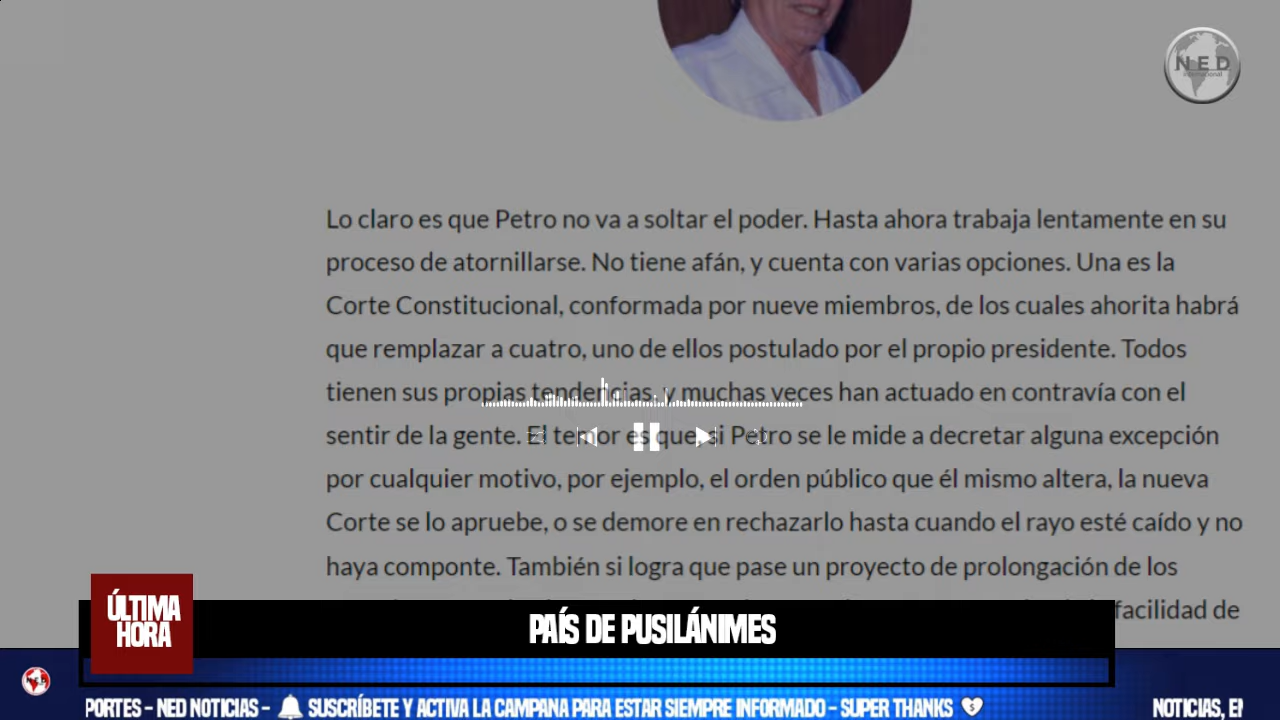 NED
internacional
Lo claro es que Petro no va a soltar el poder. Hasta ahora trabaja lentamente en su
proceso de atornillarse. No tiene afán, y cuenta con varias opciones. Una es la
Corte Constitucional, conformada por nueve miembros, de los cuales ahorita habrá
que remplazar a cuatro, uno de ellos postulado por el propio presidente. Todos
tienen sus propias tendencias, y muchas veces han actuado en contravía con el
sentir de la gente. El temor es que si Petro se le mide a decretar alguna excepción
por cualquier motivo, por ejemplo, el orden público que él mismo altera, la nueva
Corte se lo apruebe, o se demore en rechazarlo hasta cuando el rayo esté caído y no
haya componte. También si logra que pase un proyecto de prolongación de los
facilidad de
ÚLTIMA
HORA
PAÍS DE PUSILÁNIMES
PORTES - NED NOTICIAS - SUSCRÍBETE Y ACTIVA LA CAMPANA PARA ESTAR SIEMPRE INFORMADO - SUPER THANKS NOTICIAS,